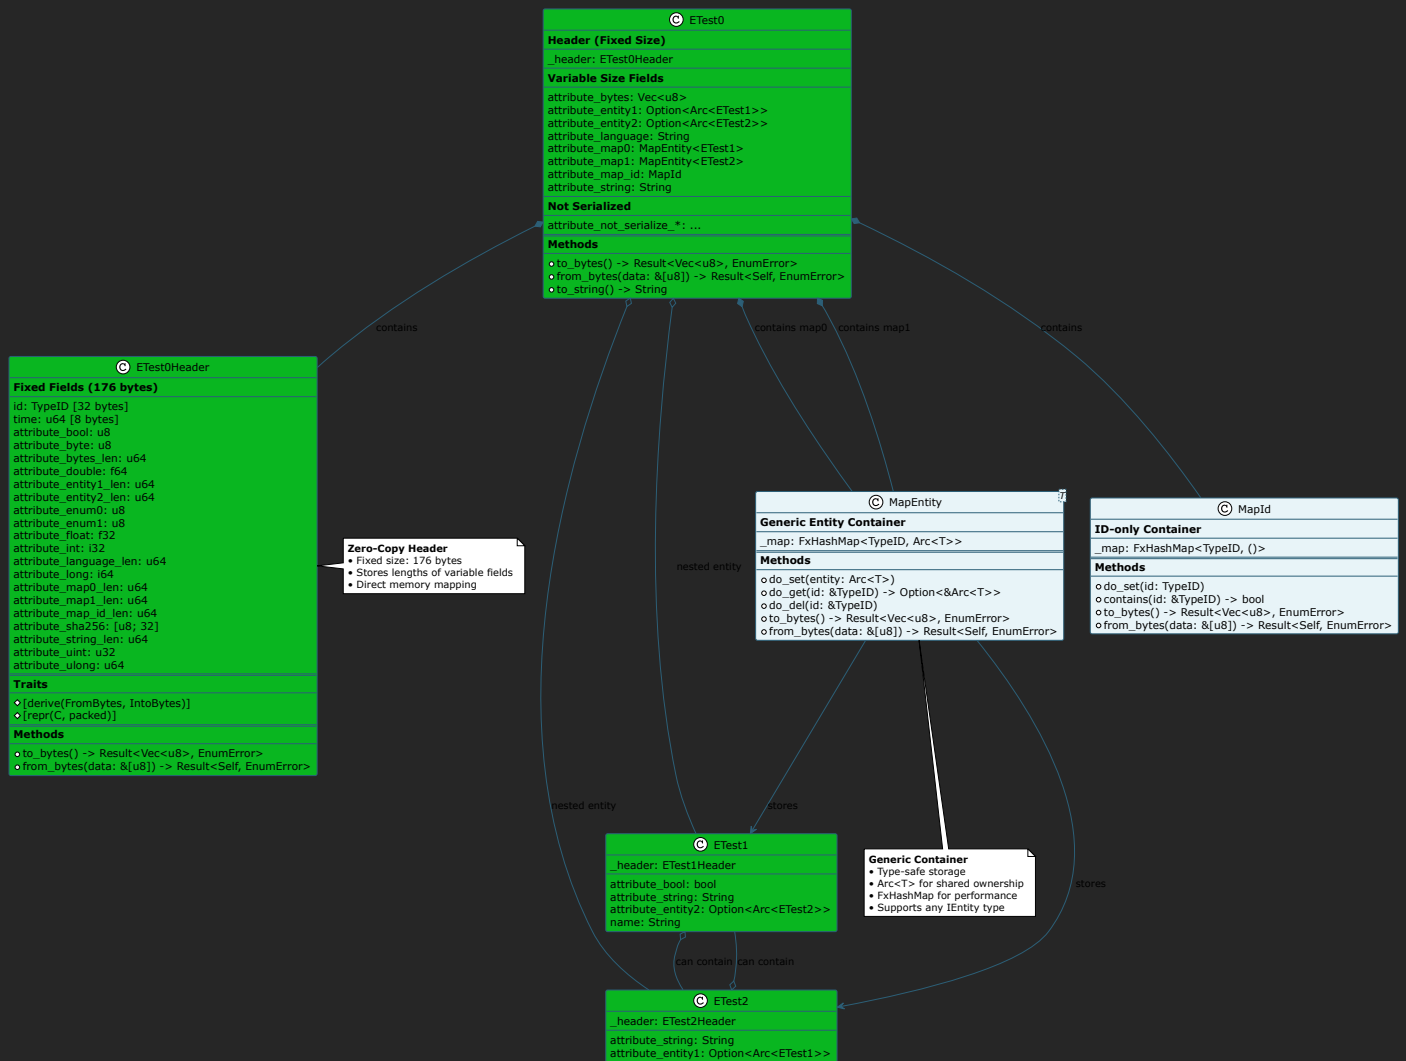 C ETest0
Header (Fixed Size)
_header: ETest0Header
Variable Size Fields
attribute_bytes: Vec<u8>
attribute_entity1: Option<Arc<ETest1>>
attribute_entity2: Option<Arc<ETest2>>
attribute_language: String
attribute_map0: MapEntity<ETest1>
attribute_map1: MapEntity<ETest2>
attribute_map_id: MapId
attribute_string: String
Not Serialized
attribute_not_serialize_*: ...
Methods
to_bytes() -> Result<Vec<u8>, EnumError>
from_bytes(data: &[u8]) -> Result<Self, EnumError>
to_string() -> String
contains
contains map0
contains map1
contains
C ETest0Header
Fixed Fields (176 bytes)
id: TypeID [32 bytes]
time: u64 [8 bytes]
attribute_bool: u8
attribute_byte: u8
attribute_bytes_len: u64
attribute_double: f64
attribute_entity1_len: u64
attribute_entity2_len: u64
attribute_enum0: u8
attribute_enum1: u8
attribute_float: f32
attribute_int: i32
attribute_language_len: u64
attribute_long: i64
attribute_map0_len: u64
attribute_map1_len: u64
attribute_map_id_len: u64
attribute_sha256: [u8; 32]
attribute_string_len: u64
attribute_uint: u32
attribute_ulong: u64
Traits
[derive(FromBytes, IntoBytes)]
[repr(C, packed)]
Methods
to_bytes() -> Result<Vec<u8>, EnumError>
from_bytes(data: &[u8]) -> Result<Self, EnumError>
Zero-Copy Header
• Fixed size: 176 bytes
• Stores lengths of variable fields
• Direct memory mapping
nested entity
C MapEntity
T
Generic Entity Container
_map: FxHashMap<TypeID, Arc<T>>
Methods
do_set(entity: Arc<T>)
do_get(id: &TypeID) -> Option<&Arc<T>>
do_del(id: &TypeID)
to_bytes() -> Result<Vec<u8>, EnumError>
from_bytes(data: &[u8]) -> Result<Self, EnumError>
C MapId
ID-only Container
_map: FxHashMap<TypeID, ()>
Methods
do_set(id: TypeID)
contains(id: &TypeID) -> bool
to_bytes() -> Result<Vec<u8>, EnumError>
from_bytes(data: &[u8]) -> Result<Self, EnumError>
nested entity
stores
C ETest1
_header: ETest1Header
attribute_bool: bool
attribute_string: String
attribute_entity2: Option<Arc<ETest2>>
name: String
Generic Container
• Type-safe storage
• Arc<T> for shared ownership
• FxHashMap for performance
• Supports any IEntity type
stores
can contain
can contain
C ETest2
_header: ETest2Header
attribute_string: String
attribute_entity1: Option<Arc<ETest1>>